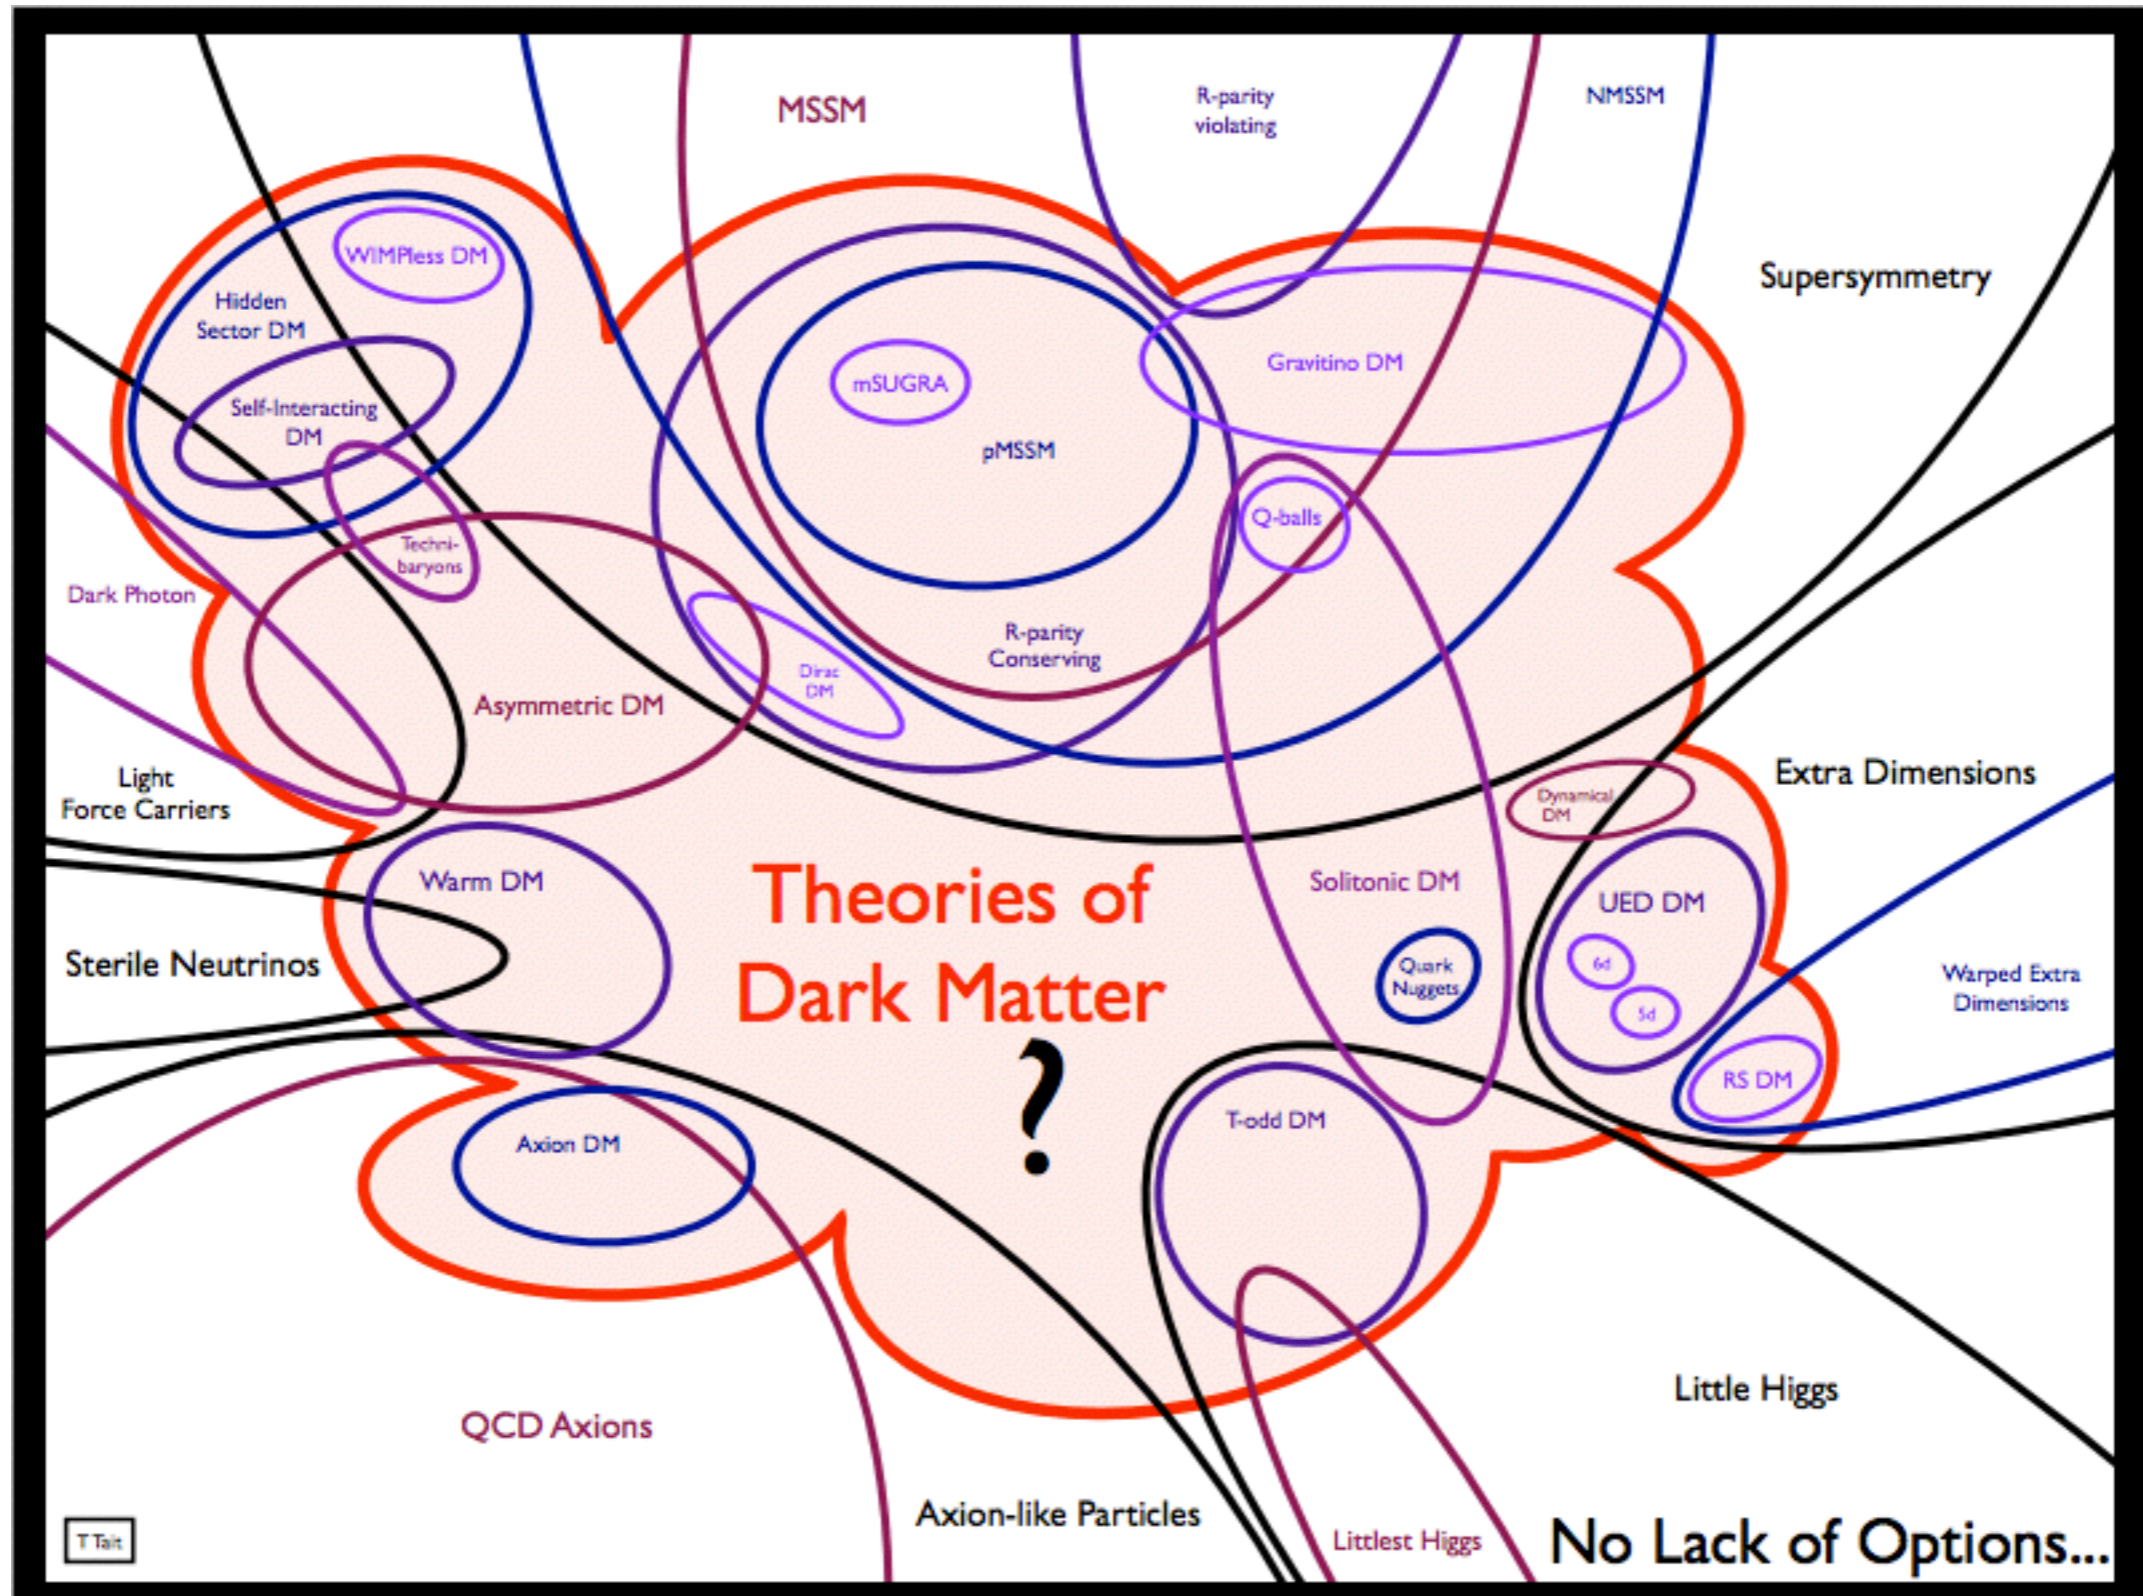 MSSM
R-parity
violating
NMSSM
Supersymmetry
WIMPless DM
Hidden
Sector DM
Self-Interacting
DM
mSUGRA
pMSSM
Gravitino DM
Q-balls
Techni-
baryons
Dark Photon
R-parity
Conserving
Dirac
DM
Asymmetric DM
Light
Force Carriers
Extra Dimensions
Dynamical
DM
Warm DM
Theories of
Dark Matter
?
Solitonic DM
UED DM
Sterile Neutrinos
Quark
Nuggets
6d
5d
Warped Extra
Dimensions
RS DM
Axion DM
T-odd DM
Little Higgs
QCD Axions
Axion-like Particles
Littlest Higgs
No Lack of Options...
T Tait